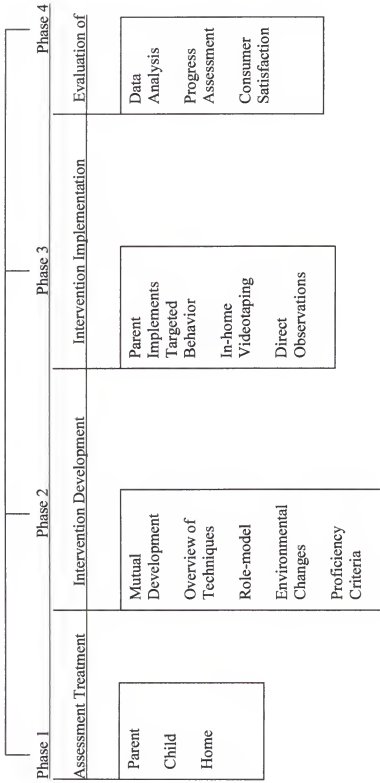 Phase 1
Assessment Treatment
Parent
Child
Home
Phase 2
Intervention Development
Mutual
Development
Overview of
Techniques
Role-model
Environmental
Changes
Proficiency
Criteria
Phase 3
Intervention Implementation
Parent
Implements
Targeted
Behavior
In-home
Videotaping
Direct
Observations
Phase 4
Evaluation of
Data
Analysis
Progress
Assessment
Consumer
Satisfaction